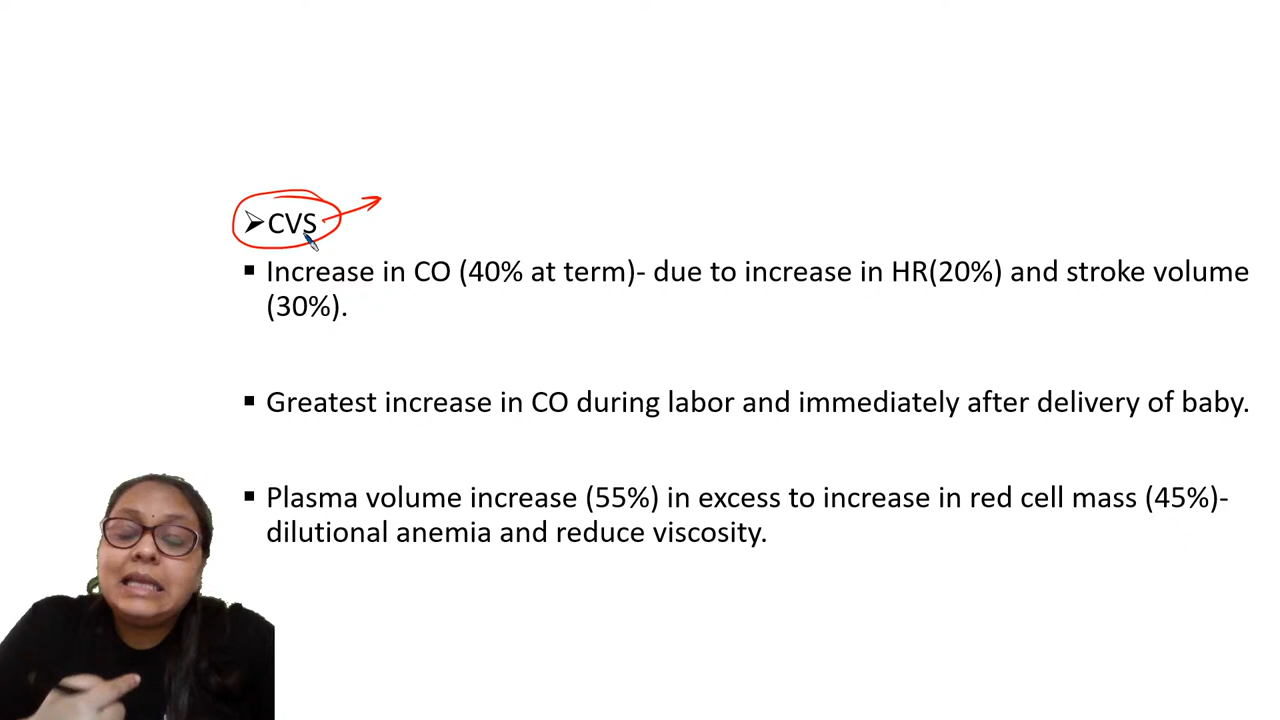 CVS
Increase in CO (40% at term)- due to increase in HR(20%) and stroke volume
(30%).
Greatest increase in CO during labor and immediately after delivery of baby.
Plasma volume increase (55%) in excess to increase in red cell mass (45%)-
dilutional anemia and reduce viscosity.